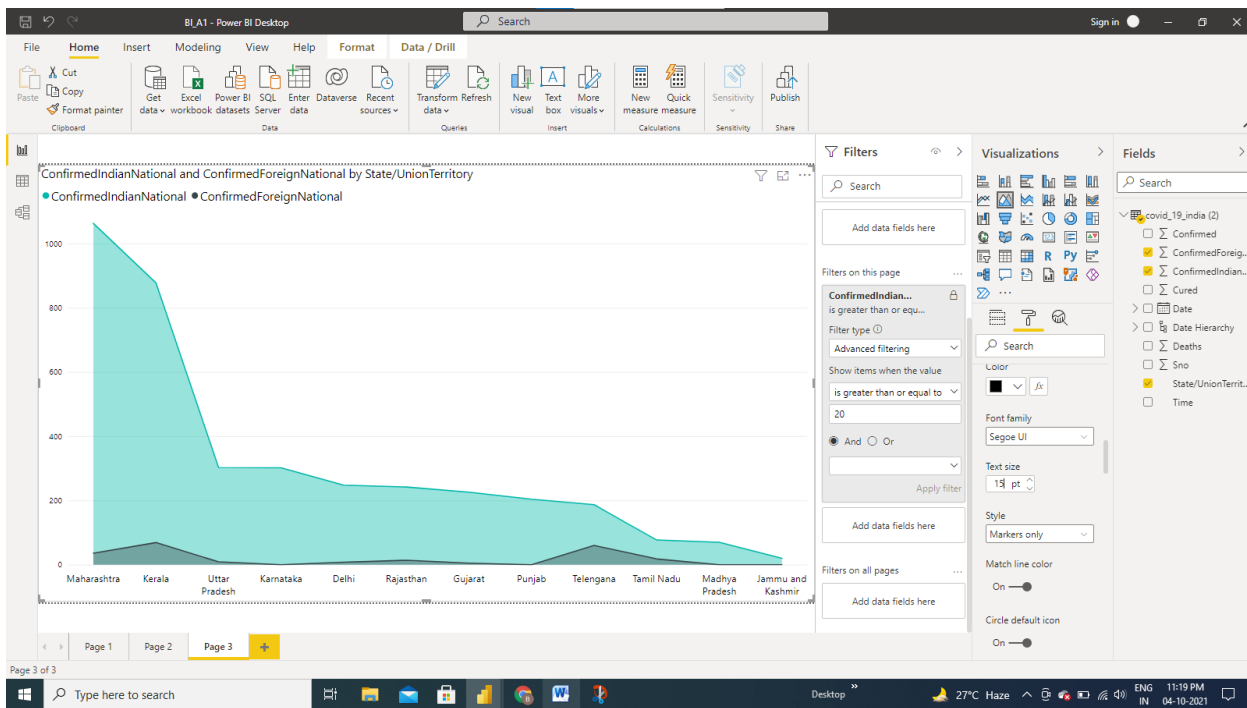 BI_A1 - Power BI Desktop
Search
Sign in
File Home Insert Modeling View Help Format Data / Drill
Paste
Cut
Copy
Format painter
Get data
Excel workbook
Power BI datasets
SQL Server
Enter data
Dataverse
Recent sources
Transform data
Refresh
New visual
Text box
More visuals
New measure
Quick measure
Sensitivity
Publish
Clipboard Data Queries Insert Calculations Sensitivity Share
ConfirmedIndianNational and ConfirmedForeignNational by State/UnionTerritory
ConfirmedIndianNational ConfirmedForeignNational
1000
800
600
400
200
0
Maharashtra Kerala Uttar Pradesh Karnataka Delhi Rajasthan Gujarat Punjab Telengana Tamil Nadu Madhya Pradesh Jammu and Kashmir
Filters
Search
Add data fields here
Filters on this page ...
ConfirmedIndian...
is greater than or equ...
Filter type
Advanced filtering
Show items when the value
is greater than or equal to
20
And Or
Apply filter
Add data fields here
Filters on all pages ...
Add data fields here
Visualizations
R Py
...
Search
Color
fx
Font family
Segoe UI
Text size
15 pt
Style
Markers only
Match line color
On
Circle default icon
On
Fields
Search
covid_19_india (2)
Confirmed
ConfirmedForeig...
ConfirmedIndian...
Cured
Date
Date Hierarchy
Deaths
Sno
State/UnionTerrit...
Time
Page 1 Page 2 Page 3 +
Page 3 of 3
Type here to search
Desktop
27°C Haze
ENG
IN
11:19 PM
04-10-2021